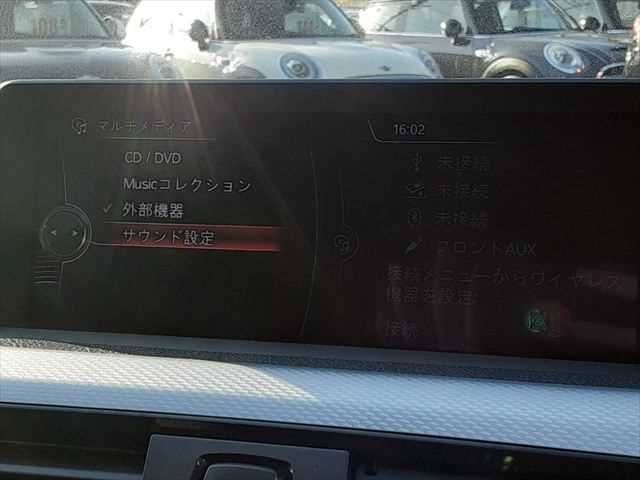 マルチメディア
CD / DVD
Musicコレクション
外部機器
サウンド設定
16:02
未接続
未接続
未接続
フロントAUX
接続メニューからワイヤレス
機器を設定
接続